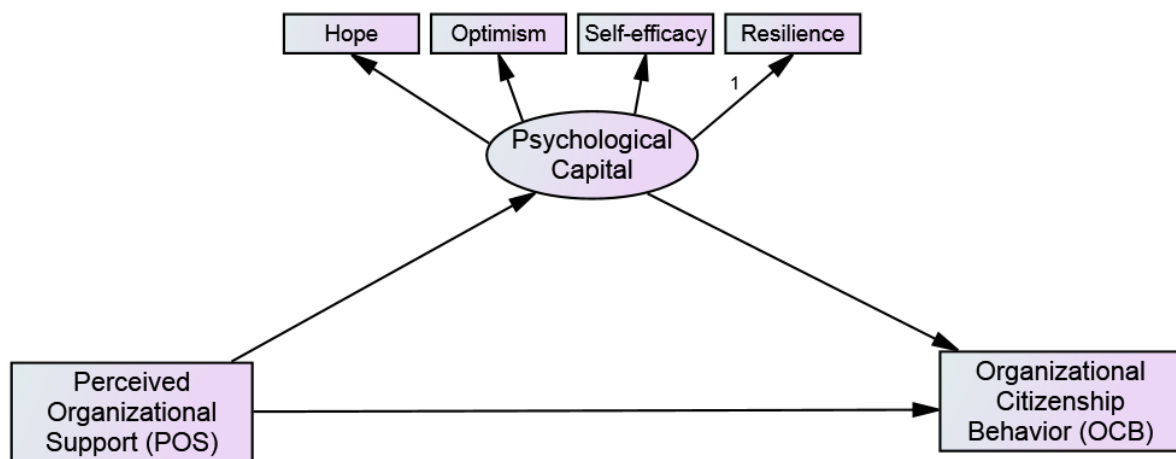 Hope
Optimism
Self-efficacy
Resilience
1
Psychological
Capital
Perceived
Organizational
Support (POS)
Organizational
Citizenship
Behavior (OCB)